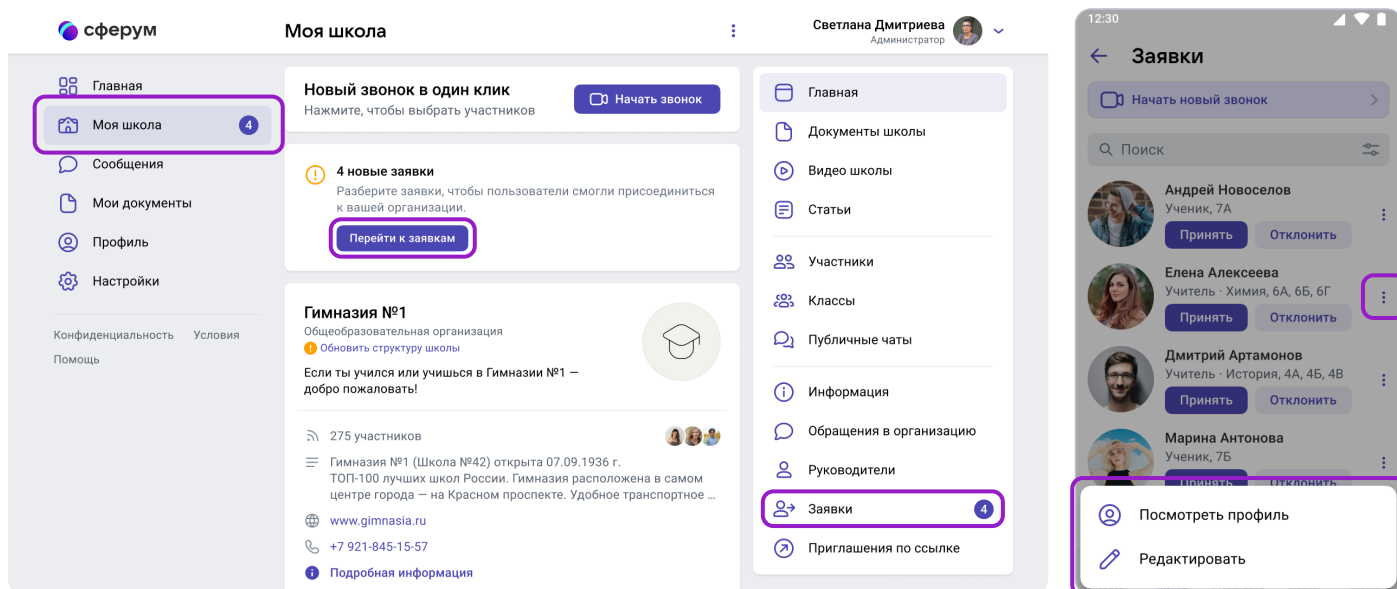 сферум
Моя школа
Светлана Дмитриева
Администратор
Главная
Моя школа
4
Сообщения
Мои документы
Профиль
Настройки
Конфиденциальность Условия
Помощь
Новый звонок в один клик
Нажмите, чтобы выбрать участников
Начать звонок
4 новые заявки
Разберите заявки, чтобы пользователи смогли присоединиться
к вашей организации.
Перейти к заявкам
Гимназия №1
Общеобразовательная организация
Обновить структуру школы
Если ты учился или учишься в Гимназии №1 —
добро пожаловать!
275 участников
Гимназия №1 (Школа №42) открыта 07.09.1936 г.
ТОП-100 лучших школ России. Гимназия расположена в самом
центре города — на Красном проспекте. Удобное транспортное ...
www.gimnasia.ru
+7 921-845-15-57
Подробная информация
Главная
Документы школы
Видео школы
Статьи
Участники
Классы
Публичные чаты
Информация
Обращения в организацию
Руководители
Заявки
4
Приглашения по ссылке
12:30
Заявки
Начать новый звонок
Поиск
Андрей Новоселов
Ученик, 7А
Принять Отклонить
Елена Алексеева
Учитель · Химия, 6А, 6Б, 6Г
Принять Отклонить
Дмитрий Артамонов
Учитель · История, 4А, 4Б, 4В
Принять Отклонить
Марина Антонова
Ученик, 7Б
Принять Отклонить
Посмотреть профиль
Редактировать